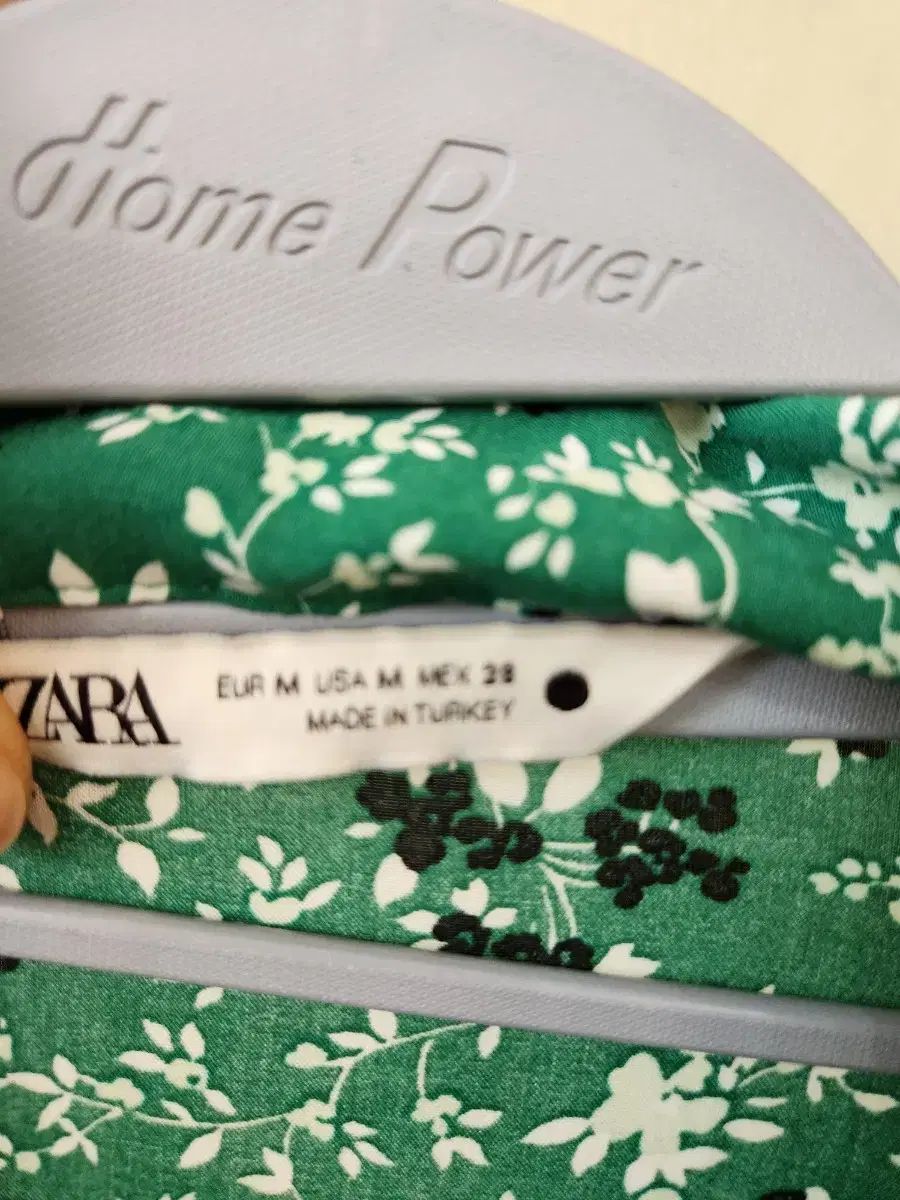 Home Power
ZARA
EUR M USA M MEX 28
MADE IN TURKEY